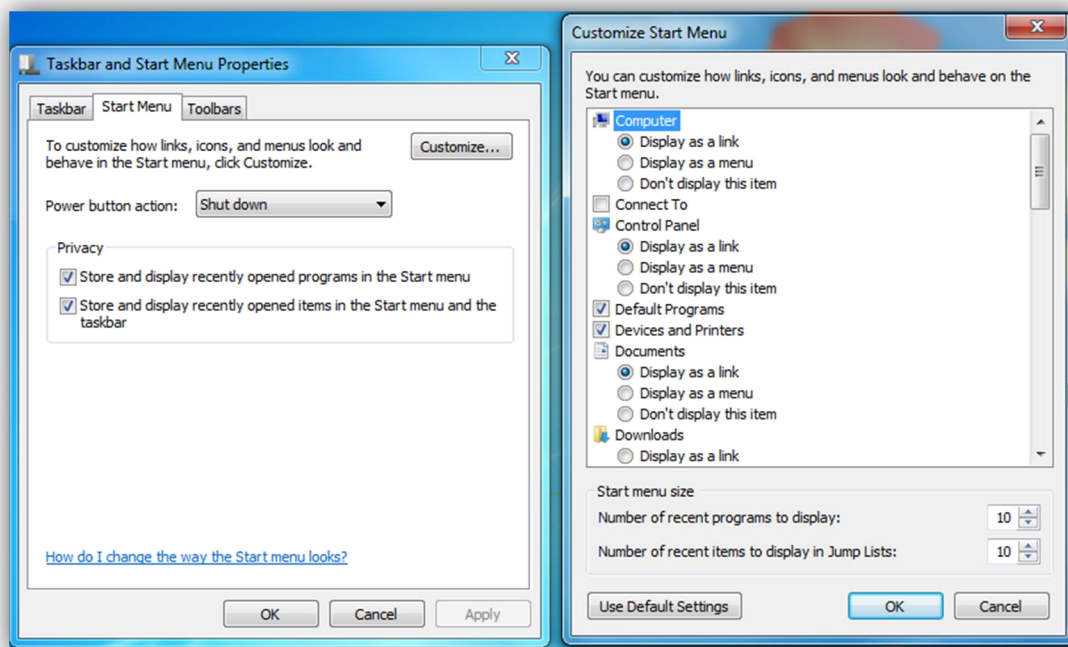 Taskbar and Start Menu Properties
Taskbar
Start Menu
Toolbars
To customize how links, icons, and menus look and
behave in the Start menu, click Customize.
Customize...
Power button action:
Shut down
Privacy
Store and display recently opened programs in the Start menu
Store and display recently opened items in the Start menu and the
taskbar
How do I change the way the Start menu looks?
OK
Cancel
Apply
Customize Start Menu
You can customize how links, icons, and menus look and behave on the
Start menu.
Computer
Display as a link
Display as a menu
Don't display this item
Connect To
Control Panel
Display as a link
Display as a menu
Don't display this item
Default Programs
Devices and Printers
Documents
Display as a link
Display as a menu
Don't display this item
Downloads
Display as a link
Start menu size
Number of recent programs to display:
10
Number of recent items to display in Jump Lists:
10
Use Default Settings
OK
Cancel